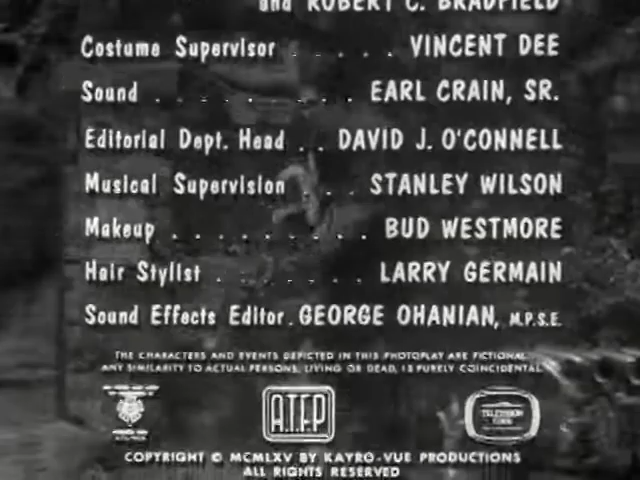 and ROBERT C. BRADFIELD
Costume Supervisor . . . . . VINCENT DEE
Sound . . . . . . . . . . EARL CRAIN, SR.
Editorial Dept. Head . . DAVID J. O'CONNELL
Musical Supervision . . . STANLEY WILSON
Makeup . . . . . . . . . BUD WESTMORE
Hair Stylist . . . . . . . LARRY GERMAIN
Sound Effects Editor . GEORGE OHANIAN, M.P.S.E.
THE CHARACTERS AND EVENTS DEPICTED IN THIS PHOTOPLAY ARE FICTIONAL.
ANY SIMILARITY TO ACTUAL PERSONS, LIVING OR DEAD, IS PURELY COINCIDENTAL.
A.T.F.P
TELEVISION
COPYRIGHT © MCMLXV BY KAYRO-VUE PRODUCTIONS
ALL RIGHTS RESERVED